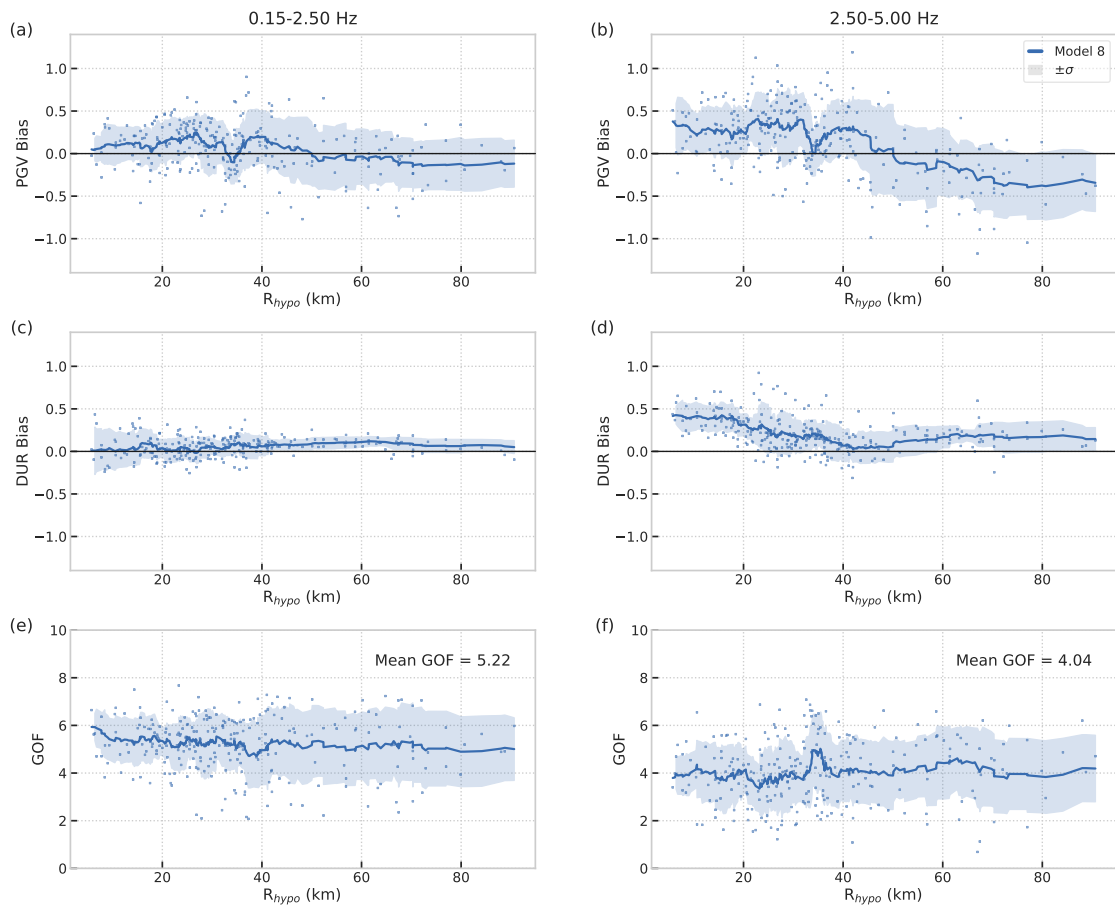 0.15-2.50 Hz
2.50-5.00 Hz
(a)
1.0
0.5
0.0
−0.5
−1.0
PGV Bias
20
40
60
80
R_hypo (km)
(b)
1.0
0.5
0.0
−0.5
−1.0
PGV Bias
Model 8
±σ
20
40
60
80
R_hypo (km)
(c)
1.0
0.5
0.0
−0.5
−1.0
DUR Bias
20
40
60
80
R_hypo (km)
(d)
1.0
0.5
0.0
−0.5
−1.0
DUR Bias
20
40
60
80
R_hypo (km)
(e)
10
8
6
4
2
0
GOF
Mean GOF = 5.22
20
40
60
80
R_hypo (km)
(f)
10
8
6
4
2
0
GOF
Mean GOF = 4.04
20
40
60
80
R_hypo (km)